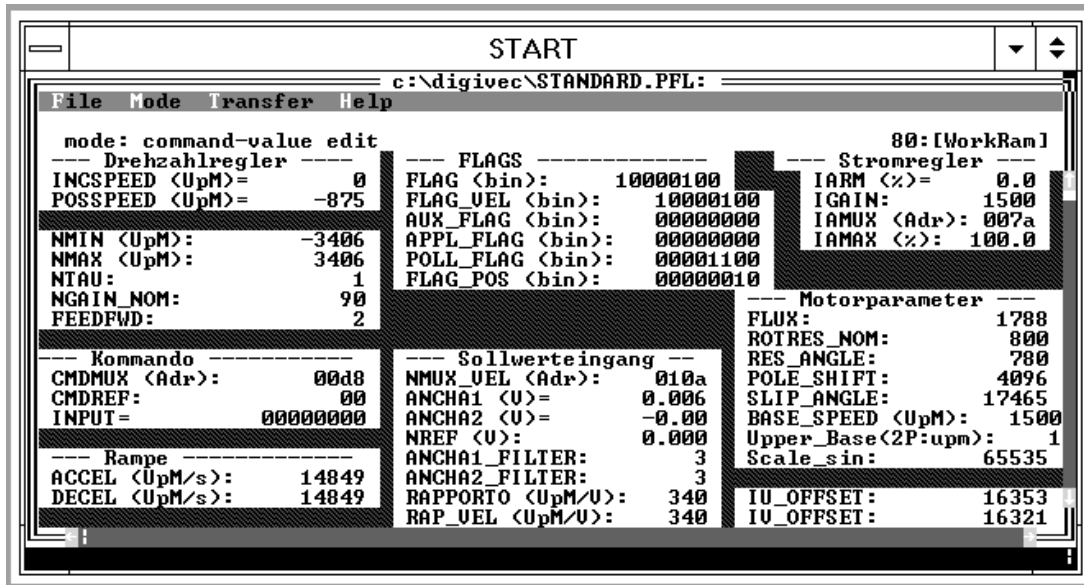 START
c:\digivec\STANDARD.PFL:
File Mode Transfer Help
mode: command-value edit 80:[WorkRam]
--- Drehzahlregler ----
INCSPEED (UpM)= 0
POSSPEED (UpM)= -875
NMIN (UpM): -3406
NMAX (UpM): 3406
NTAU: 1
NGAIN_NOM: 90
FEEDFWD: 2
--- Kommando -----------
CMDMUX (Adr): 00d8
CMDREF: 00
INPUT= 00000000
--- Rampe --------------
ACCEL (UpM/s): 14849
DECEL (UpM/s): 14849
--- FLAGS -------------
FLAG (bin): 10000100
FLAG_VEL (bin): 10000100
AUX_FLAG (bin): 00000000
APPL_FLAG (bin): 00000000
POLL_FLAG (bin): 00001100
FLAG_POS (bin): 00000010
--- Sollwerteingang --
NMUX_VEL (Adr): 010a
ANCHA1 (V)= 0.006
ANCHA2 (V)= -0.00
NREF (V): 0.000
ANCHA1_FILTER: 3
ANCHA2_FILTER: 3
RAPPORTO (UpM/V): 340
RAP_VEL (UpM/V): 340
--- Stromregler ---
IARM (%)= 0.0
IGAIN: 1500
IAMUX (Adr): 007a
IAMAX (%): 100.0
--- Motorparameter ---
FLUX: 1788
ROTRES_NOM: 800
RES_ANGLE: 780
POLE_SHIFT: 4096
SLIP_ANGLE: 17465
BASE_SPEED (UpM): 1500
Upper_Base(2P:upm): 1
Scale_sin: 65535
IU_OFFSET: 16353
IV_OFFSET: 16321